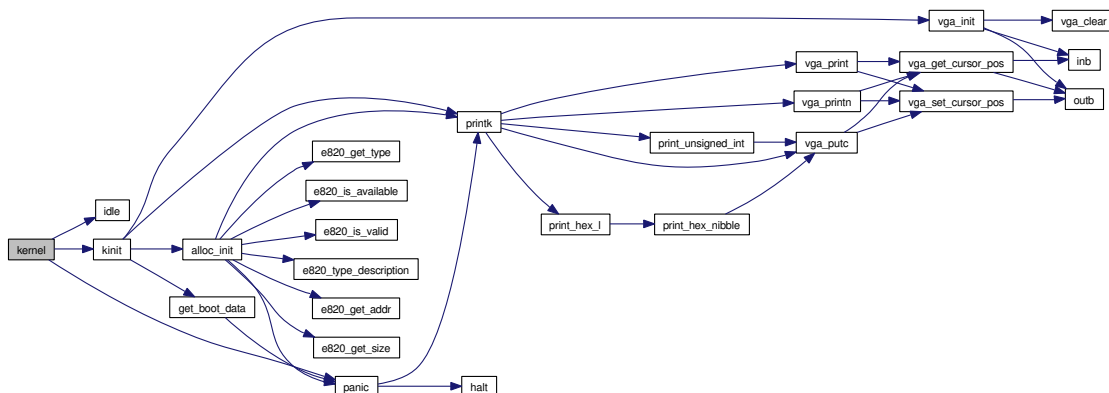 vga_init
vga_clear
inb
vga_print
vga_get_cursor_pos
outb
vga_printn
vga_set_cursor_pos
printk
print_unsigned_int
vga_putc
e820_get_type
e820_is_available
idle
print_hex_l
print_hex_nibble
e820_is_valid
kernel
kinit
alloc_init
e820_type_description
get_boot_data
e820_get_addr
e820_get_size
panic
halt